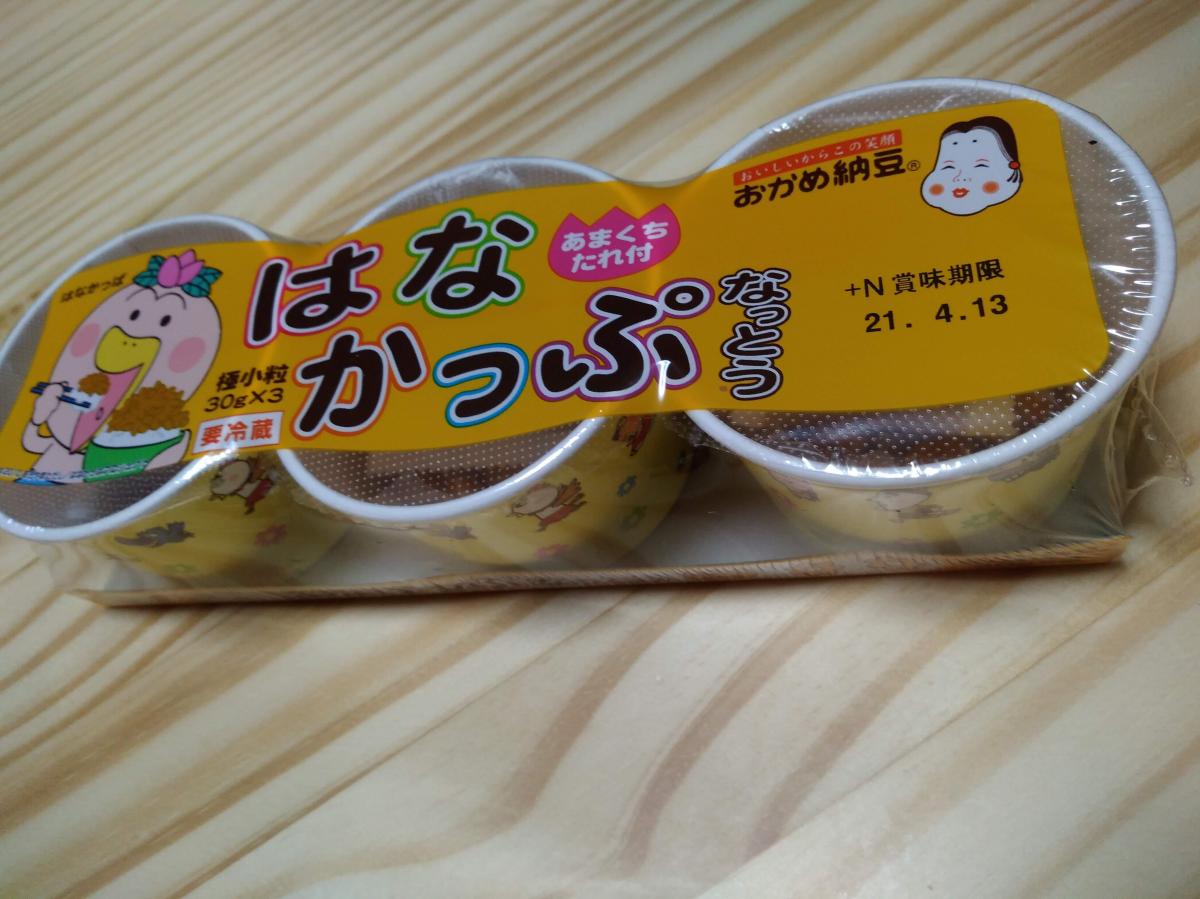 はなかっぱ
はな
かっぷ
なっとう
あまくち
たれ付
極小粒
30g×3
要冷蔵
おいしいからこの笑顔
おかめ納豆®
+N 賞味期限
21. 4.13